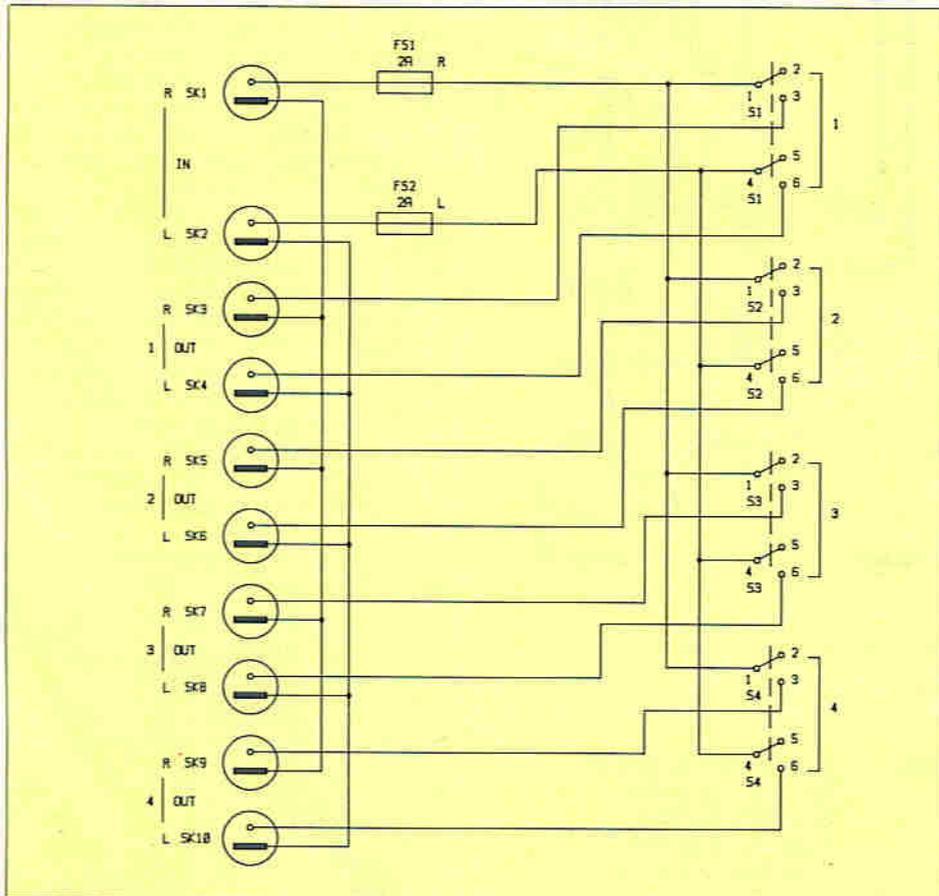 FS1
2A R
R SK1
IN
L SK2
FS2
2A L
R SK3
1 OUT
L SK4
R SK5
2 OUT
L SK6
R SK7
3 OUT
L SK8
R SK9
4 OUT
L SK10
2
1 3
S1
1
5
4 6
S1
2
1 3
S2
2
5
4 6
S2
2
1 3
S3
3
5
4 6
S3
2
1 3
S4
4
5
4 6
S4